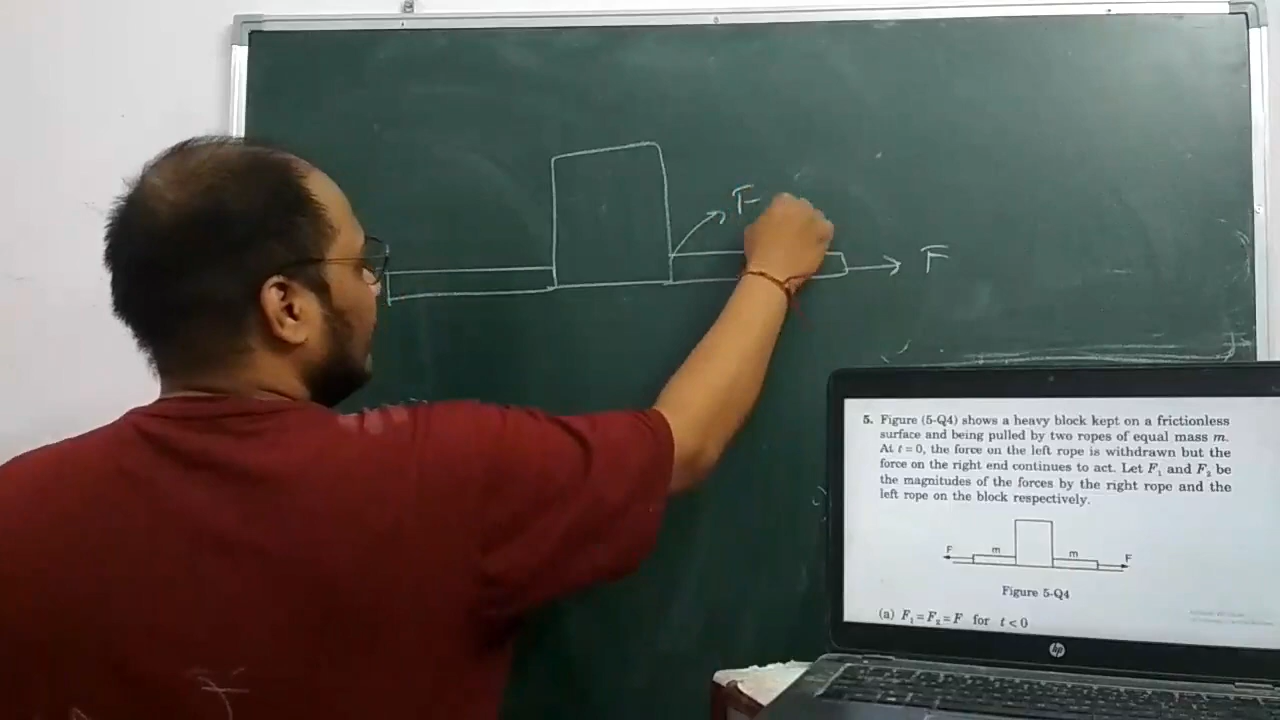 F
F
5. Figure (5-Q4) shows a heavy block kept on a frictionless
surface and being pulled by two ropes of equal mass m.
At t = 0, the force on the left rope is withdrawn but the
force on the right end continues to act. Let F₁ and F₂ be
the magnitudes of the forces by the right rope and the
left rope on the block respectively.
F m m F
Figure 5-Q4
(a) F₁ = F₂ = F for t < 0
hp